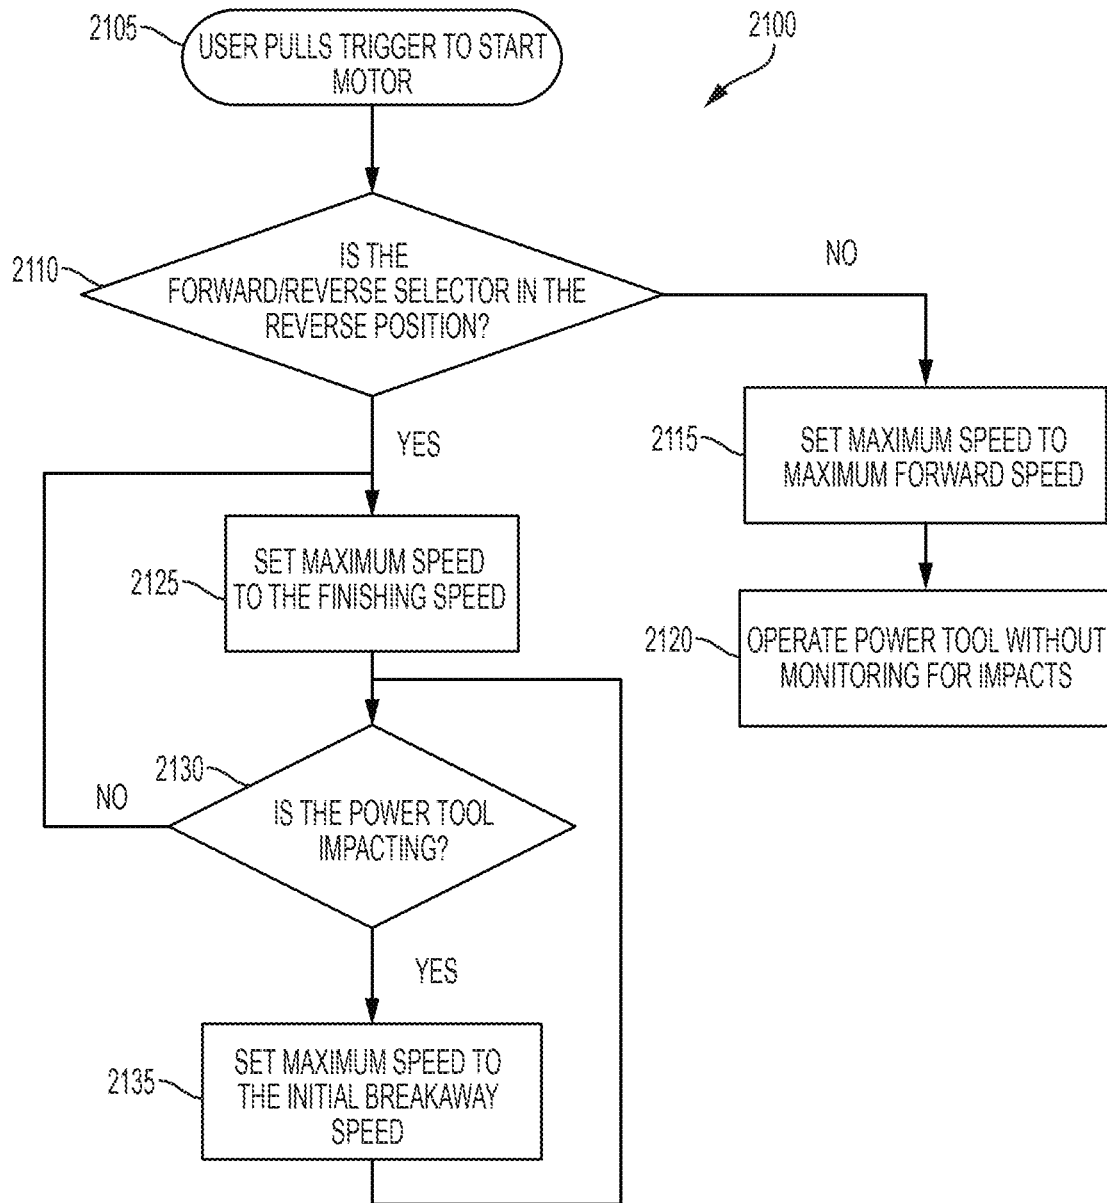 2105
USER PULLS TRIGGER TO START
MOTOR
2100
2110
IS THE
FORWARD/REVERSE SELECTOR IN THE
REVERSE POSITION?
NO
YES
2115
SET MAXIMUM SPEED TO
MAXIMUM FORWARD SPEED
2125
SET MAXIMUM SPEED
TO THE FINISHING SPEED
2120
OPERATE POWER TOOL WITHOUT
MONITORING FOR IMPACTS
2130
NO
IS THE POWER TOOL
IMPACTING?
YES
2135
SET MAXIMUM SPEED TO
THE INITIAL BREAKAWAY
SPEED